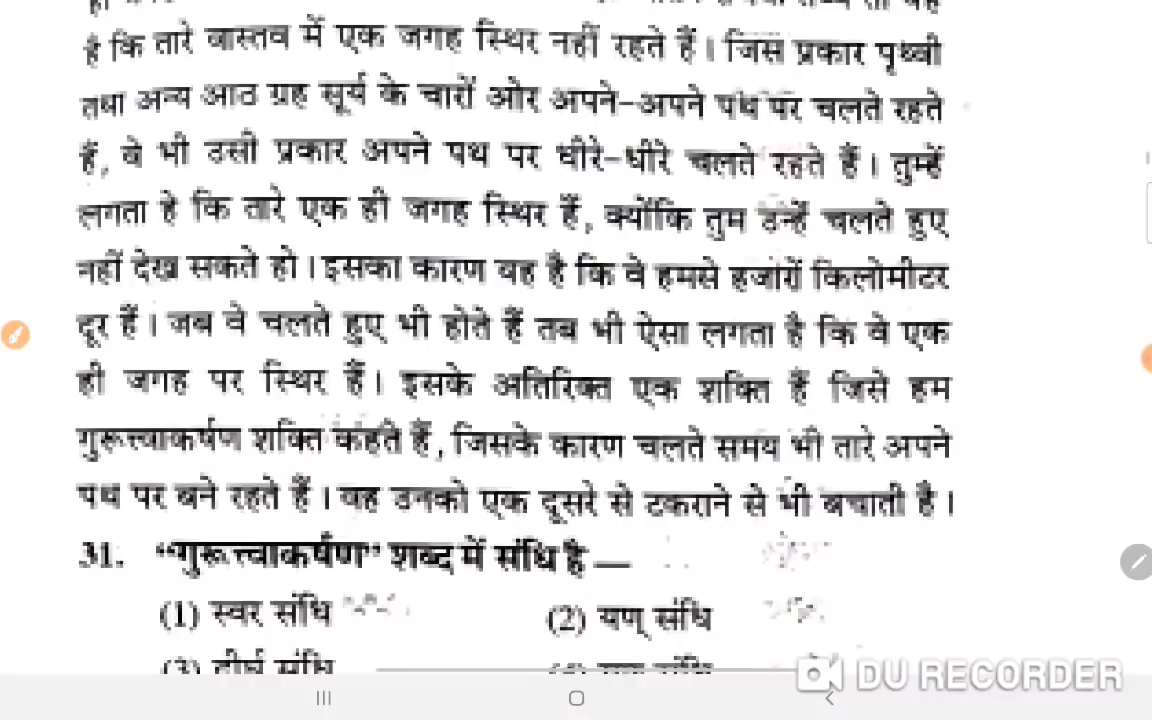 है कि तारे वास्तव में एक जगह स्थिर नहीं रहते हैं। जिस प्रकार पृथ्वी
तथा अन्य आठ ग्रह सूर्य के चारों ओर अपने-अपने पथ पर चलते रहते
हैं, वे भी उसी प्रकार अपने पथ पर धीरे-धीरे चलते रहते हैं। तुम्हें
लगता है कि तारे एक ही जगह स्थिर हैं, क्योंकि तुम उन्हें चलते हुए
नहीं देख सकते हो। इसका कारण यह है कि वे हमसे हजारों किलोमीटर
दूर हैं। जब वे चलते हुए भी होते हैं तब भी ऐसा लगता है कि वे एक
ही जगह पर स्थिर हैं। इसके अतिरिक्त एक शक्ति है जिसे हम
गुरूत्त्वाकर्षण शक्ति कहते हैं, जिसके कारण चलते समय भी तारे अपने
पथ पर बने रहते हैं। यह उनको एक दूसरे से टकराने से भी बचाती है।
31. “गुरूत्त्वाकर्षण” शब्द में संधि है —
(1) स्वर संधि (2) यण् संधि
(3) दीर्घ संधि
DU RECORDER